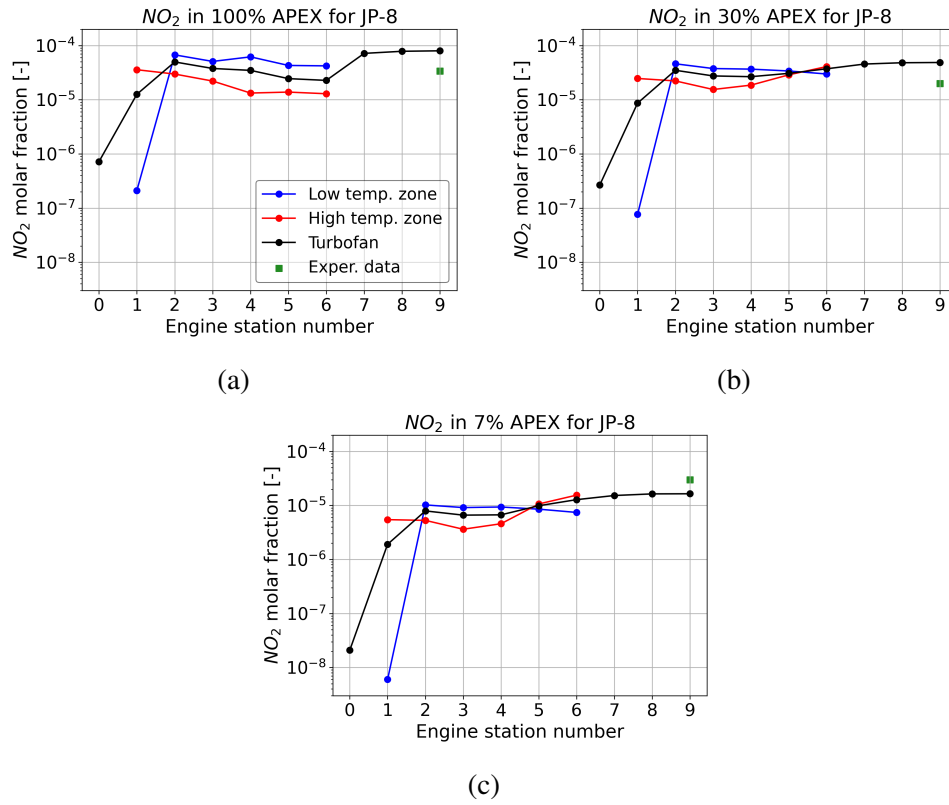 NO₂ in 100% APEX for JP-8
NO₂ molar fraction [-]
10⁻⁴
10⁻⁵
10⁻⁶
10⁻⁷
10⁻⁸
Low temp. zone
High temp. zone
Turbofan
Exper. data
0 1 2 3 4 5 6 7 8 9
Engine station number
(a)
NO₂ in 30% APEX for JP-8
NO₂ molar fraction [-]
10⁻⁴
10⁻⁵
10⁻⁶
10⁻⁷
10⁻⁸
0 1 2 3 4 5 6 7 8 9
Engine station number
(b)
NO₂ in 7% APEX for JP-8
NO₂ molar fraction [-]
10⁻⁴
10⁻⁵
10⁻⁶
10⁻⁷
10⁻⁸
0 1 2 3 4 5 6 7 8 9
Engine station number
(c)